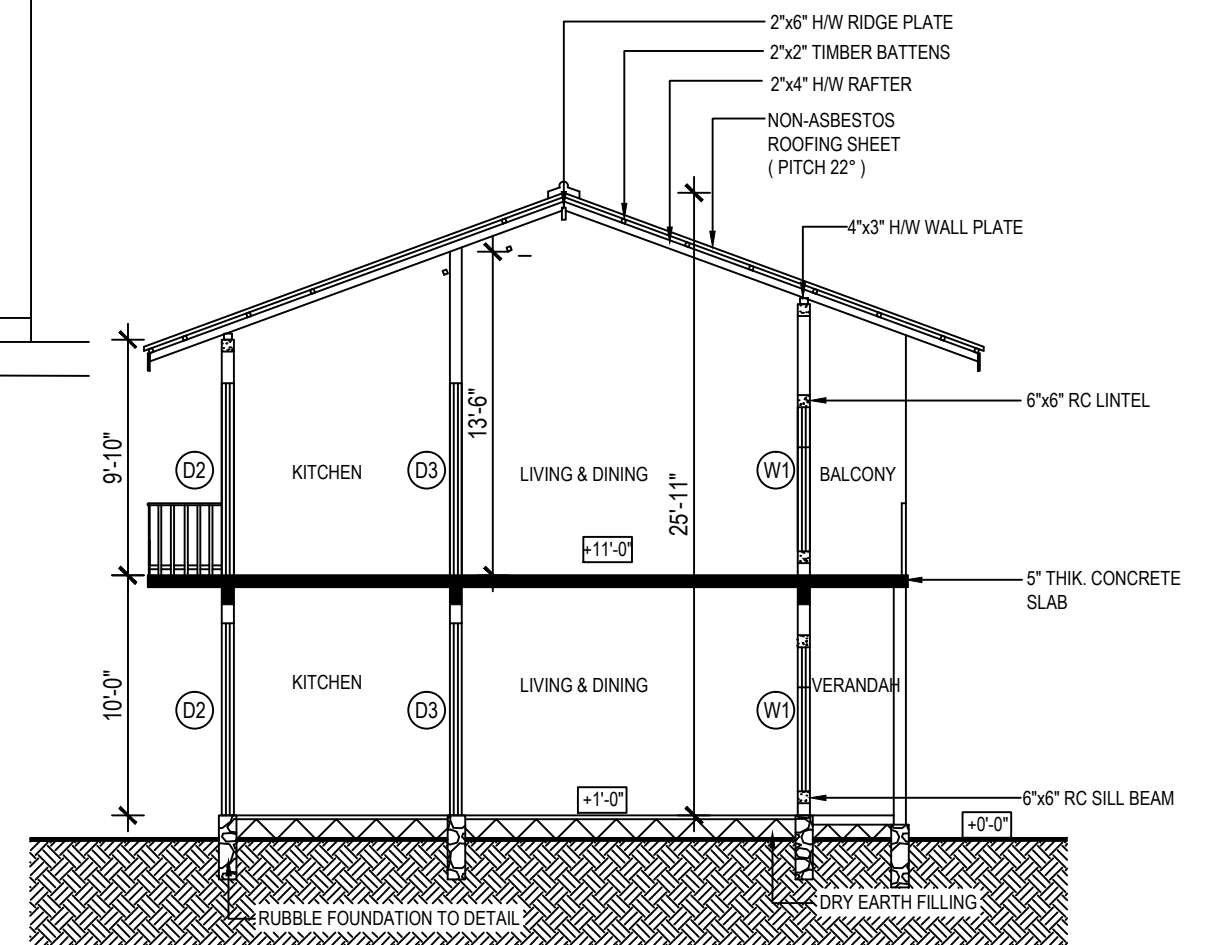 2"x6" H/W RIDGE PLATE
2"x2" TIMBER BATTENS
2"x4" H/W RAFTER
NON-ASBESTOS
ROOFING SHEET
( PITCH 22° )
4"x3" H/W WALL PLATE
6"x6" RC LINTEL
9'-10"
13'-6"
25'-11"
D2
KITCHEN
D3
LIVING & DINING
W1
BALCONY
+11'-0"
5" THIK. CONCRETE
SLAB
10'-0"
D2
KITCHEN
D3
LIVING & DINING
W1
VERANDAH
+1'-0"
6"x6" RC SILL BEAM
+0'-0"
DRY EARTH FILLING
RUBBLE FOUNDATION TO DETAIL